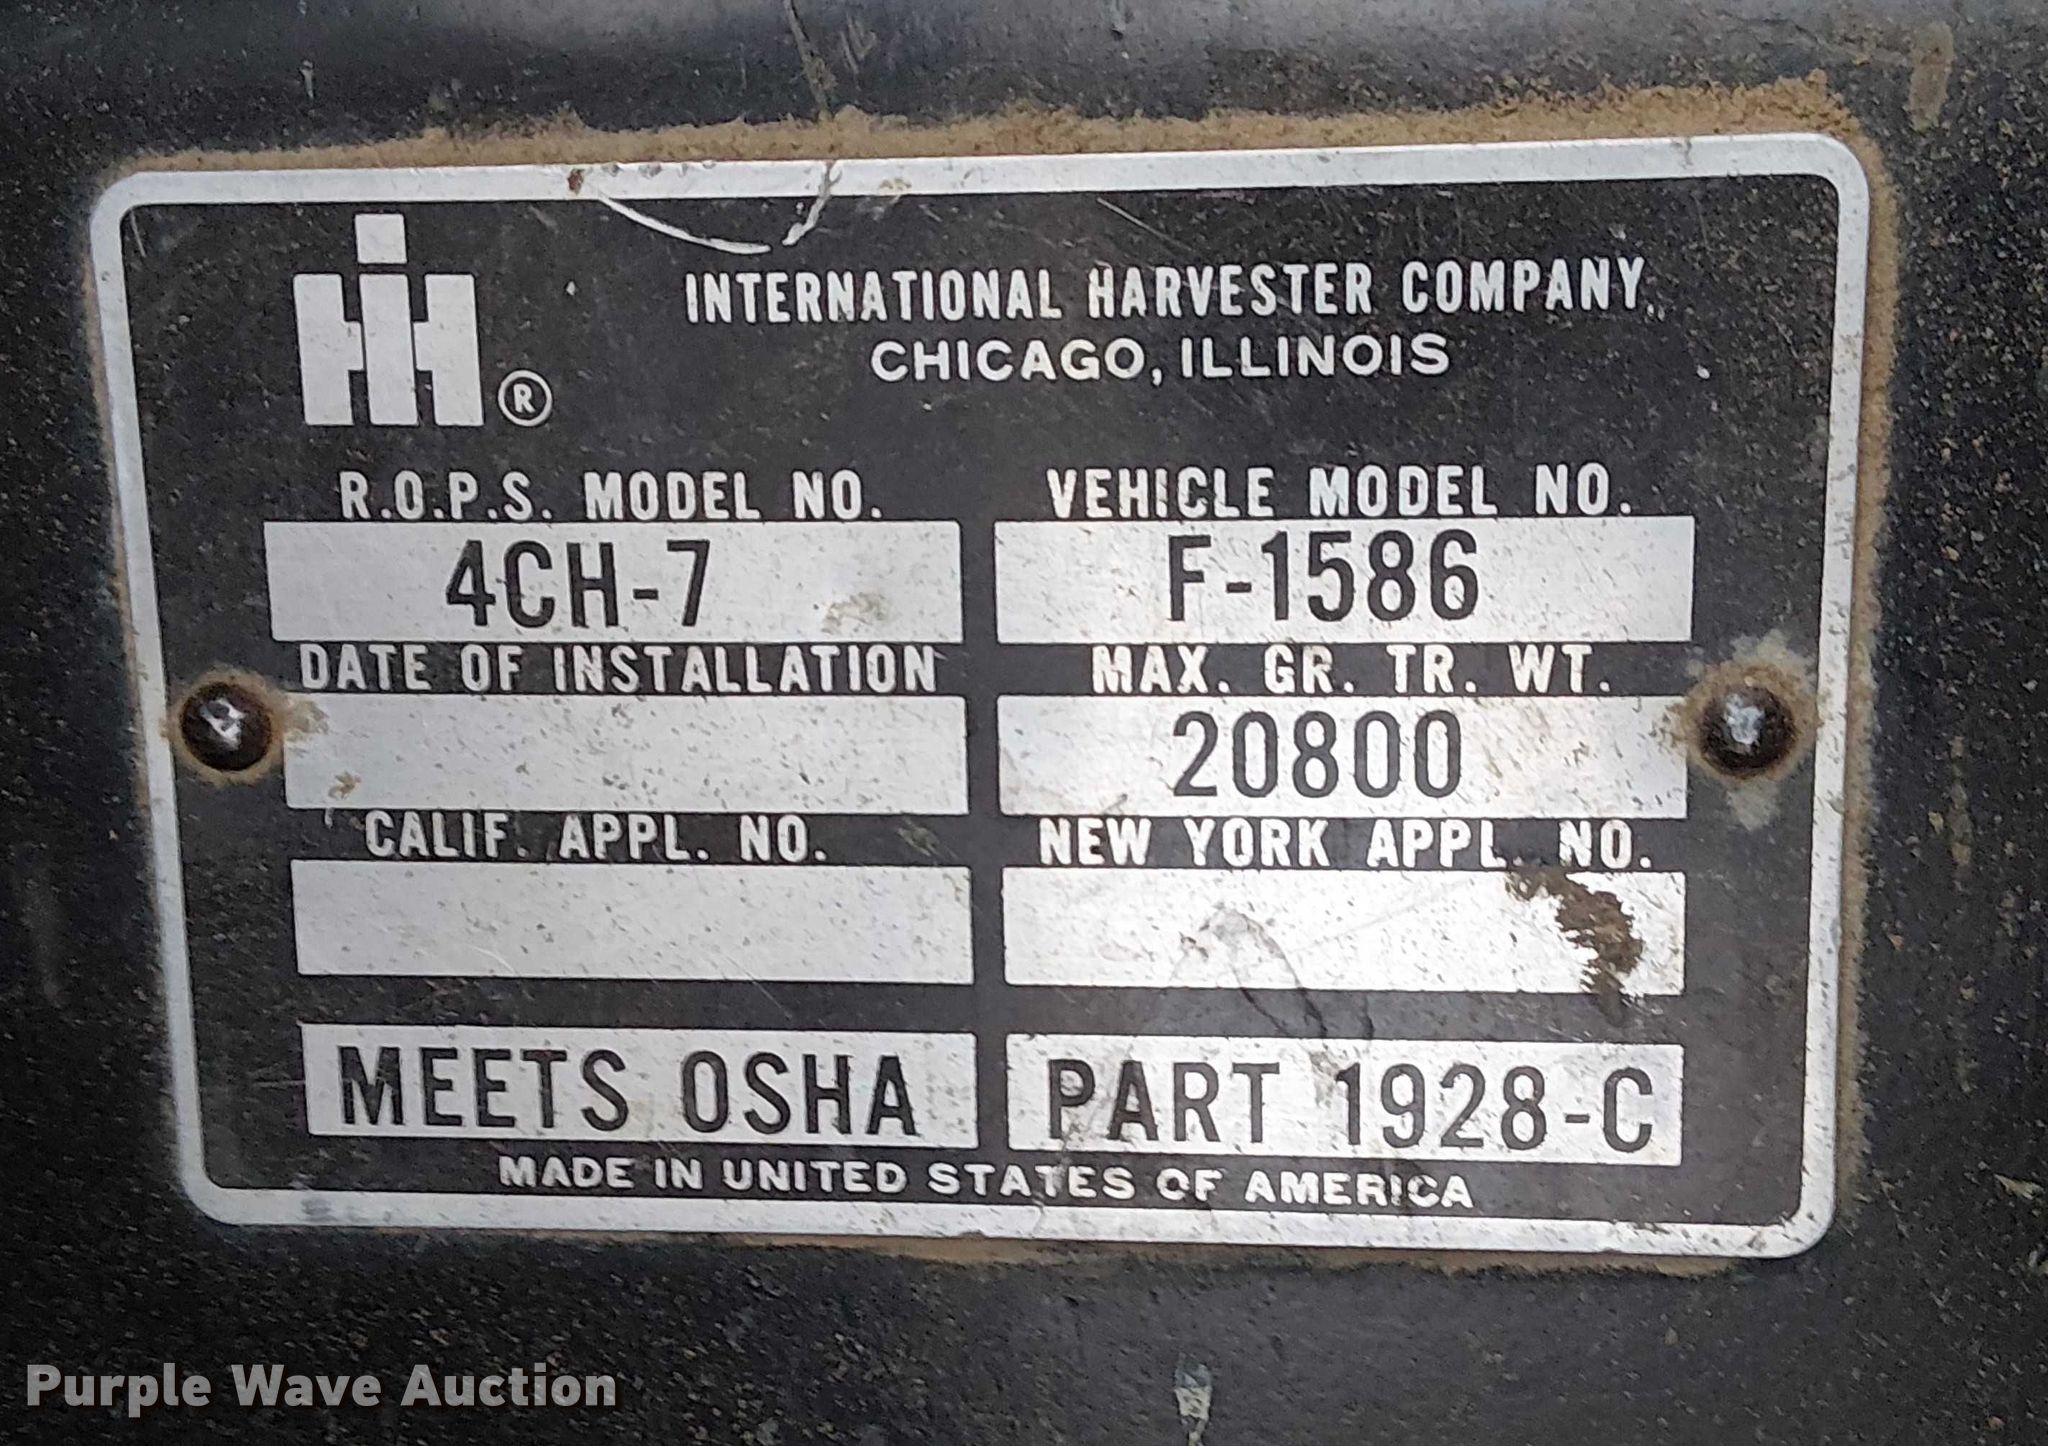 IH ®
INTERNATIONAL HARVESTER COMPANY,
CHICAGO, ILLINOIS
R.O.P.S. MODEL NO.
4CH-7
VEHICLE MODEL NO.
F-1586
DATE OF INSTALLATION
MAX. GR. TR. WT.
20800
CALIF. APPL. NO.
NEW YORK APPL. NO.
MEETS OSHA
PART 1928-C
MADE IN UNITED STATES OF AMERICA
Purple Wave Auction